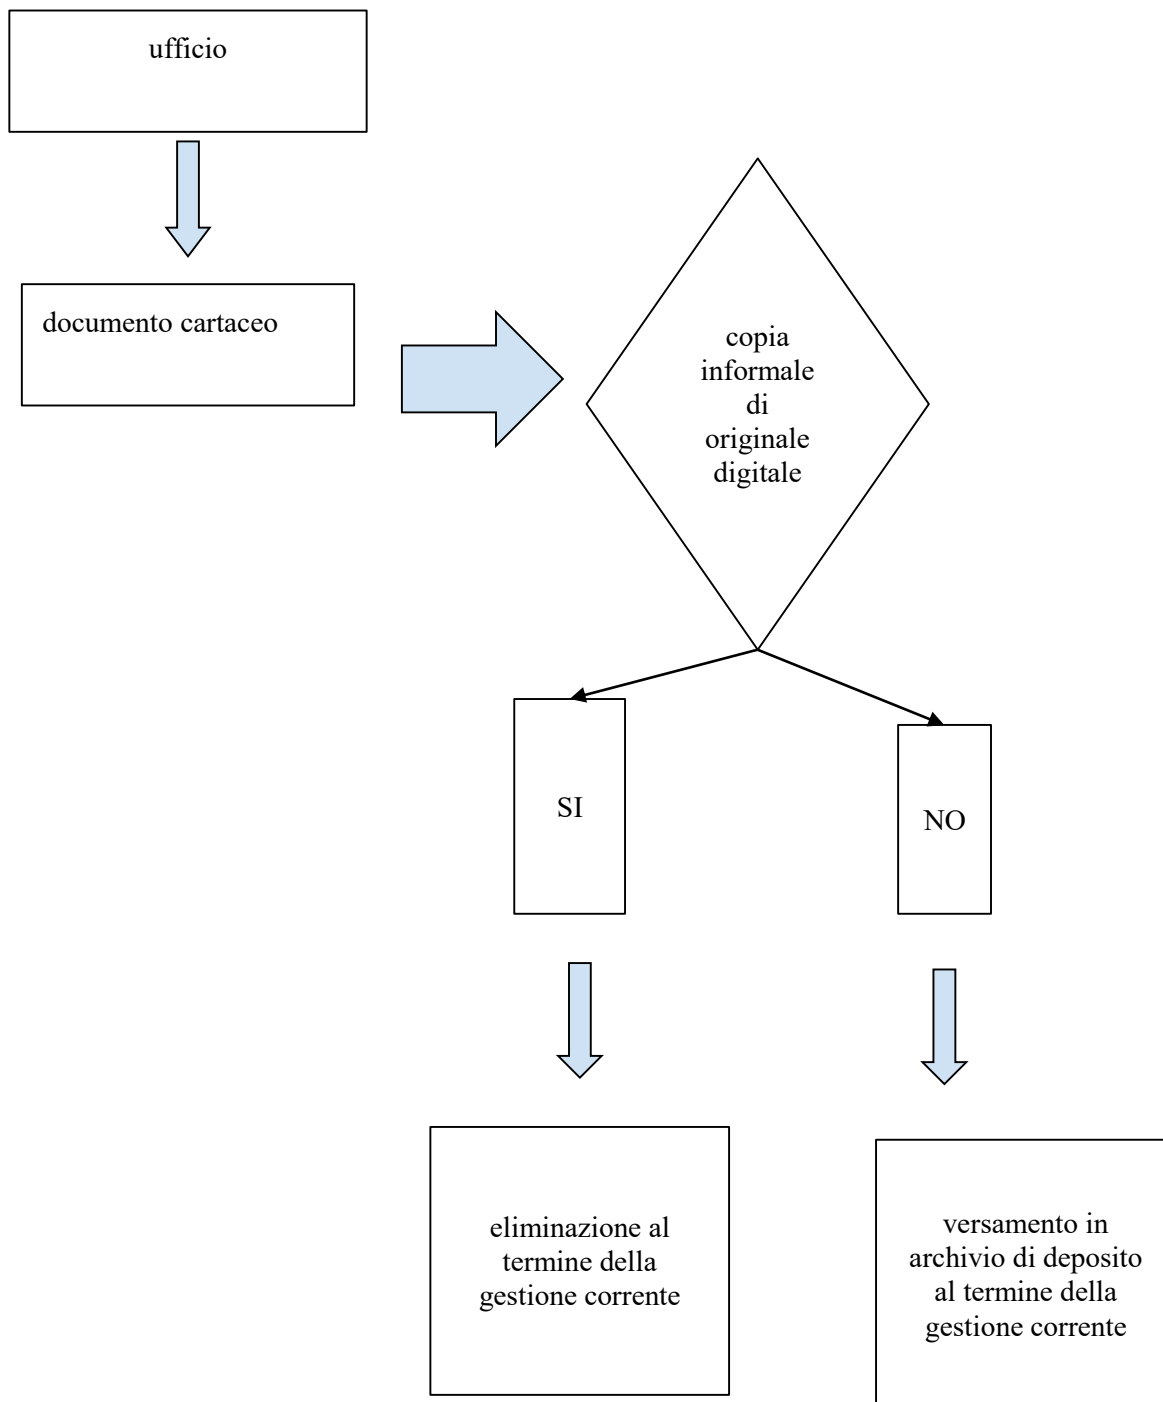 ufficio
documento cartaceo
copia
informale
di
originale
digitale
SI
NO
eliminazione al
termine della
gestione corrente
versamento in
archivio di deposito
al termine della
gestione corrente